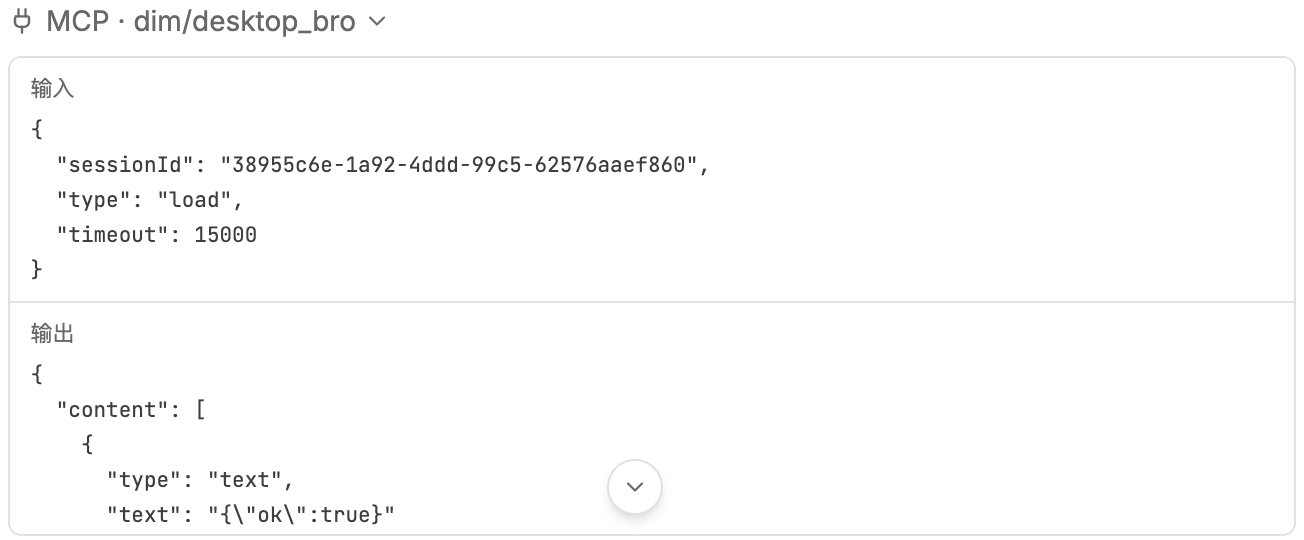 MCP · dim/desktop_bro
输入
{
  "sessionId": "38955c6e-1a92-4ddd-99c5-62576aaef860",
  "type": "load",
  "timeout": 15000
}
输出
{
  "content": [
    {
      "type": "text",
      "text": "{\"ok\":true}"